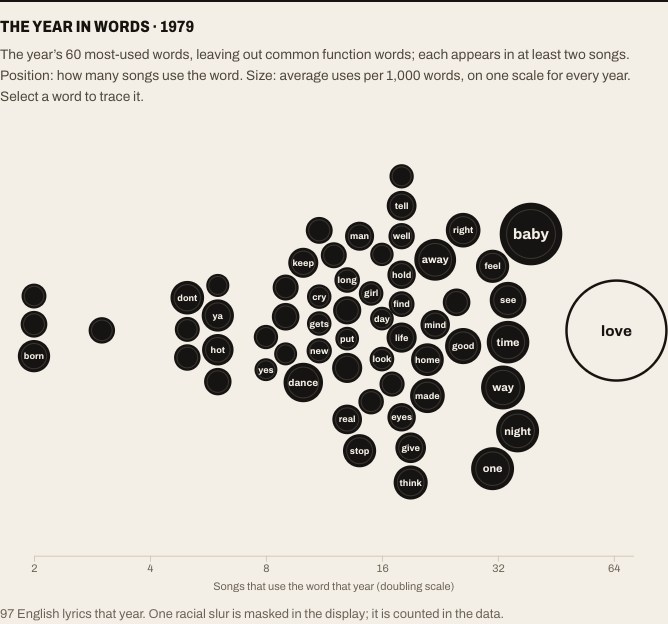 THE YEAR IN WORDS · 1979
The year's 60 most-used words, leaving out common function words; each appears in at least two songs.
Position: how many songs use the word. Size: average uses per 1,000 words, on one scale for every year.
Select a word to trace it.
tell
right
man
well
baby
away
keep
feel
hold
long
girl
dont
cry
see
find
ya
day
gets
mind
love
put
life
time
good
hot
new
born
look
home
yes
dance
way
made
eyes
real
night
give
stop
one
think
2 4 8 16 32 64
Songs that use the word that year (doubling scale)
97 English lyrics that year. One racial slur is masked in the display; it is counted in the data.